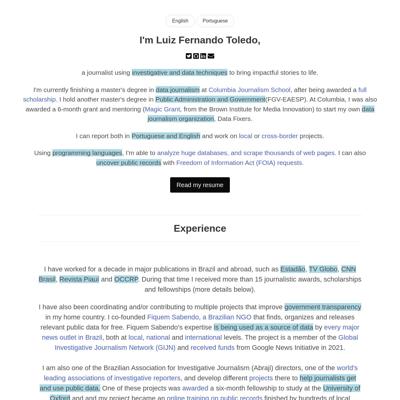 English Portuguese
I'm Luiz Fernando Toledo,
a journalist using investigative and data techniques to bring impactful stories to life.
I'm currently finishing a master's degree in data journalism at Columbia Journalism School, after being awarded a full
scholarship. I hold another master's degree in Public Administration and Government(FGV-EAESP). At Columbia, I was also
awarded a 6-month grant and mentoring (Magic Grant, from the Brown Institute for Media Innovation) to start my own data
journalism organization, Data Fixers.
I can report both in Portuguese and English and work on local or cross-border projects.
Using programming languages, I'm able to analyze huge databases, and scrape thousands of web pages. I can also
uncover public records with Freedom of Information Act (FOIA) requests.
Read my resume
Experience
I have worked for a decade in major publications in Brazil and abroad, such as Estadão, TV Globo, CNN
Brasil, Revista Piauí and OCCRP. During that time I received more than 15 journalistic awards, scholarships
and fellowships (more details below).
I have also been coordinating and/or contributing to multiple projects that improve government transparency
in my home country. I co-founded Fiquem Sabendo, a Brazilian NGO that finds, organizes and releases
relevant public data for free. Fiquem Sabendo's expertise is being used as a source of data by every major
news outlet in Brazil, both at local, national and international levels. The project is a member of the Global
Investigative Journalism Network (GIJN) and received funds from Google News Initiative in 2021.
I am also one of the Brazilian Association for Investigative Journalism (Abraji) directors, one of the world's
leading associations of investigative reporters, and develop different projects there to help journalists get
and use public data. One of these projects was awarded a six-month fellowship to study at the University of
Oxford and and my project became an online training on public records finished by hundreds of local